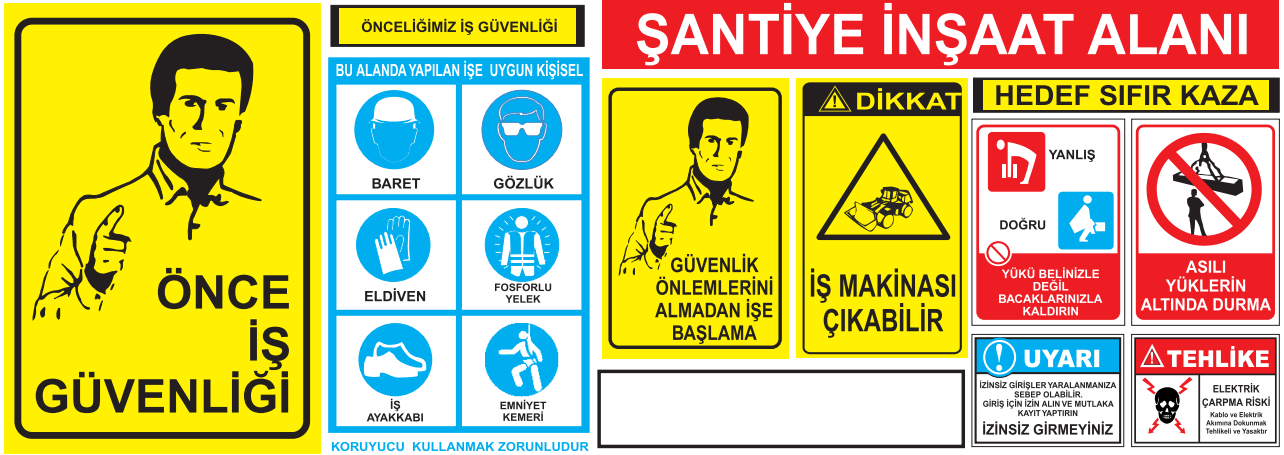 ÖNCE
İŞ
GÜVENLİĞİ
ÖNCELİĞİMİZ İŞ GÜVENLİĞİ
BU ALANDA YAPILAN İŞE UYGUN KİŞİSEL
BARET
GÖZLÜK
ELDİVEN
FOSFORLU
YELEK
İŞ
AYAKKABI
EMNİYET
KEMERİ
KORUYUCU KULLANMAK ZORUNLUDUR
ŞANTİYE İNŞAAT ALANI
GÜVENLİK
ÖNLEMLERİNİ
ALMADAN İŞE
BAŞLAMA
DİKKAT
İŞ MAKİNASI
ÇIKABİLİR
HEDEF SIFIR KAZA
YANLIŞ
DOĞRU
YÜKÜ BELİNİZLE
DEĞİL
BACAKLARINIZLA
KALDIRIN
ASILI
YÜKLERİN
ALTINDA DURMA
UYARI
İZİNSİZ GİRİŞLER YARALANMANIZA
SEBEP OLABİLİR.
GİRİŞ İÇİN İZİN ALIN VE MUTLAKA
KAYIT YAPTIRIN
İZİNSİZ GİRMEYİNİZ
TEHLİKE
ELEKTRİK
ÇARPMA RİSKİ
Kablo ve Elektrik
Akımına Dokunmak
Tehlikeli ve Yasaktır